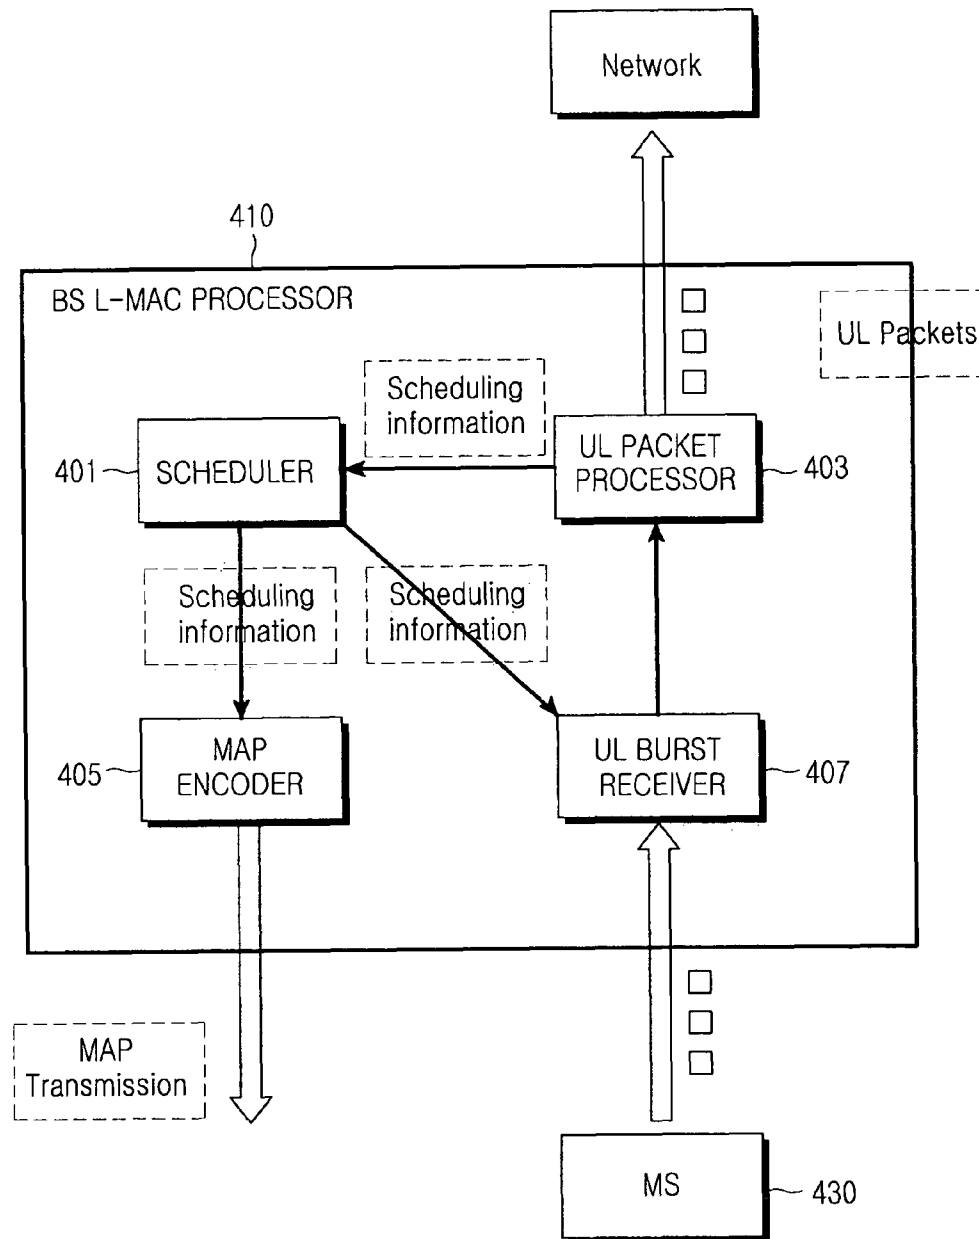 Network
410
BS L-MAC PROCESSOR
UL Packets
Scheduling
information
401
SCHEDULER
UL PACKET
PROCESSOR
403
Scheduling
information
Scheduling
information
405
MAP
ENCODER
UL BURST
RECEIVER
407
MAP
Transmission
MS
430